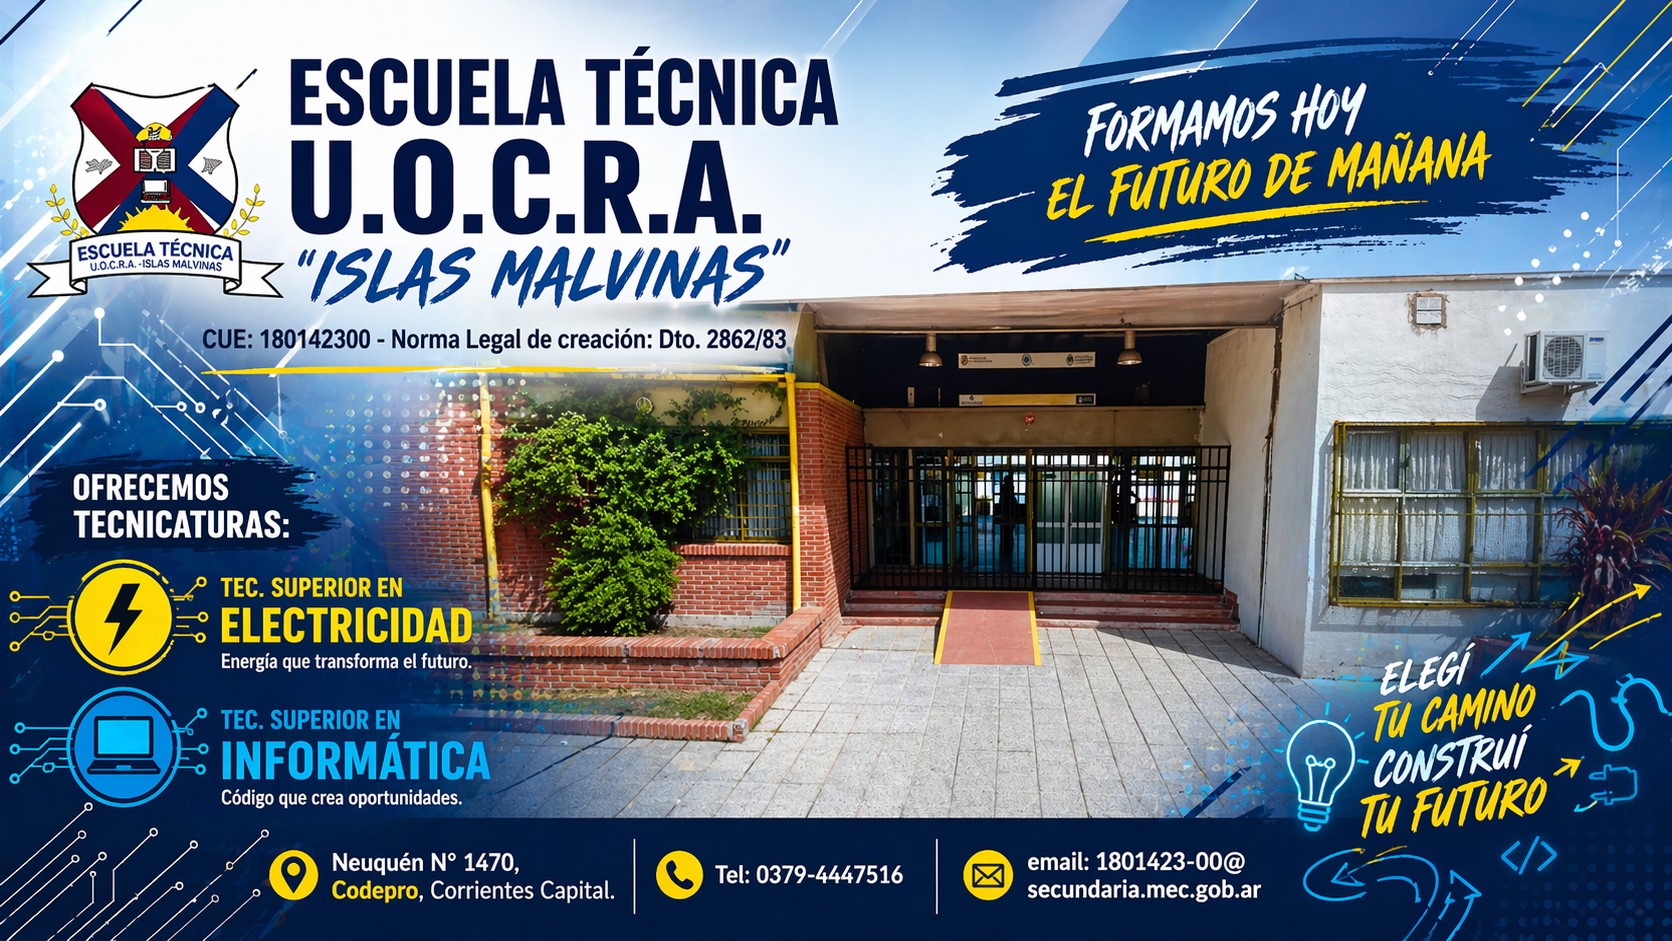 ESCUELA TÉCNICA
U.O.C.R.A.
"ISLAS MALVINAS"
CUE: 180142300 - Norma Legal de creación: Dto. 2862/83
ESCUELA TÉCNICA
U.O.C.R.A. -ISLAS MALVINAS
FORMAMOS HOY
EL FUTURO DE MAÑANA
OFRECEMOS
TECNICATURAS:
TEC. SUPERIOR EN
ELECTRICIDAD
Energía que transforma el futuro.
TEC. SUPERIOR EN
INFORMÁTICA
Código que crea oportunidades.
ELEGÍ
TU CAMINO
CONSTRUÍ
TU FUTURO
</>
Neuquén N° 1470,
Codepro, Corrientes Capital.
Tel: 0379-4447516
email: 1801423-00@
secundaria.mec.gob.ar